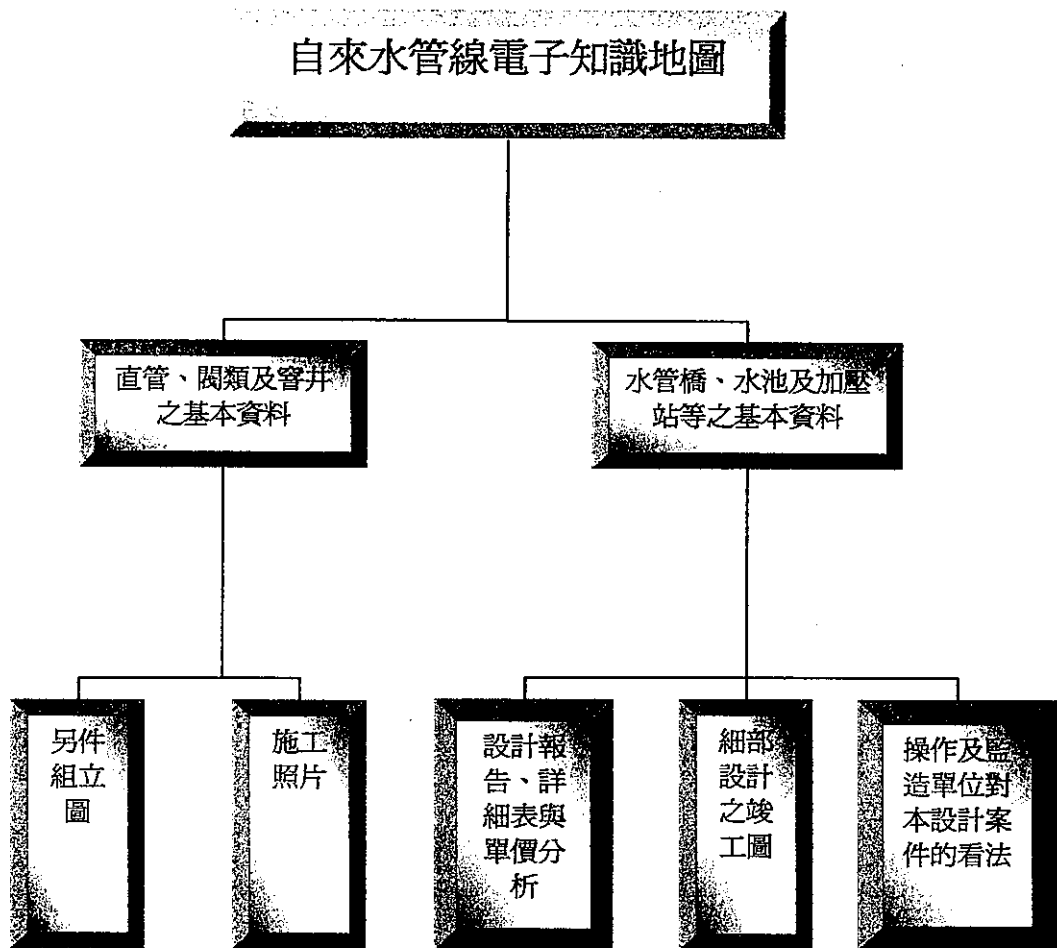 自來水管線電子知識地圖
直管、閥類及窨井
之基本資料
水管橋、水池及加壓
站等之基本資料
另件
組立
圖
施工
照片
設計報
告、詳
細表與
單價分
析
細部
設計
之竣
工圖
操作及監
造單位對
本設計案
件的看法